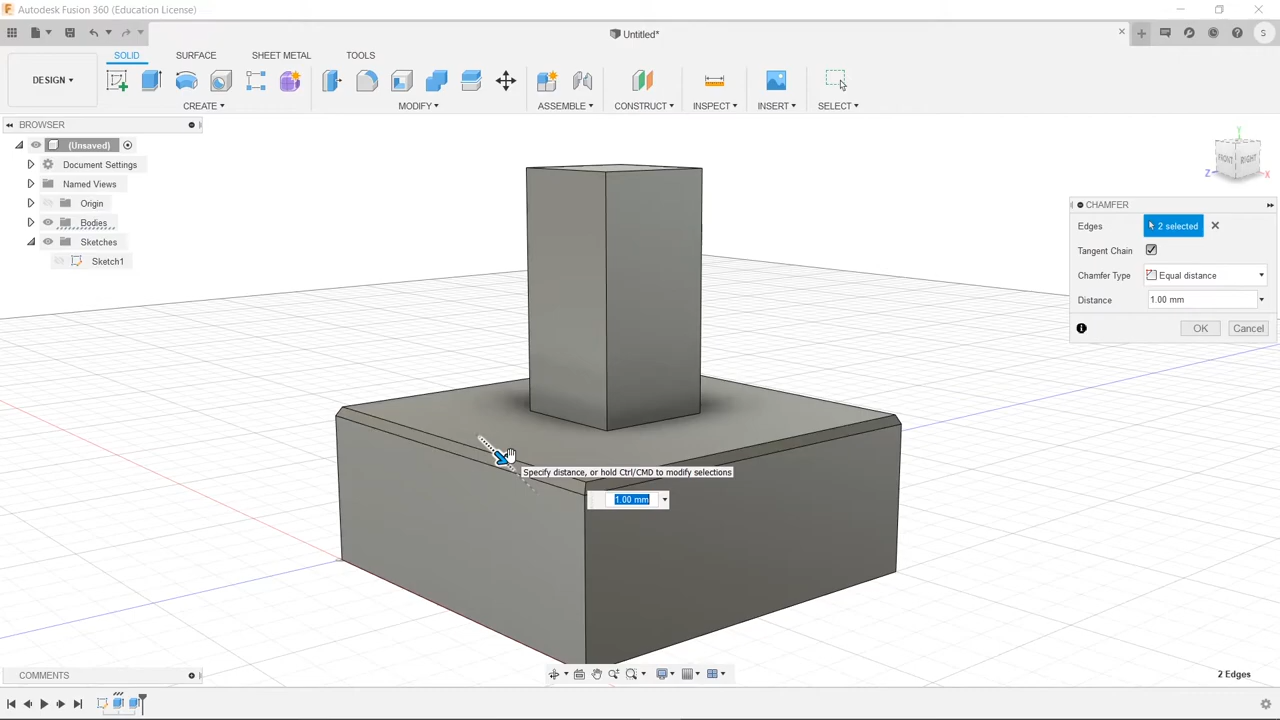 Autodesk Fusion 360 (Education License)
Untitled*
S
DESIGN
SOLID SURFACE SHEET METAL TOOLS
CREATE MODIFY ASSEMBLE CONSTRUCT INSPECT INSERT SELECT
BROWSER
(Unsaved)
Document Settings
Named Views
Origin
Bodies
Sketches
Sketch1
Y
FRONT RIGHT
Z X
CHAMFER
Edges 2 selected
Tangent Chain
Chamfer Type Equal distance
Distance 1.00 mm
OK Cancel
Specify distance, or hold Ctrl/CMD to modify selections
1.00 mm
COMMENTS
2 Edges